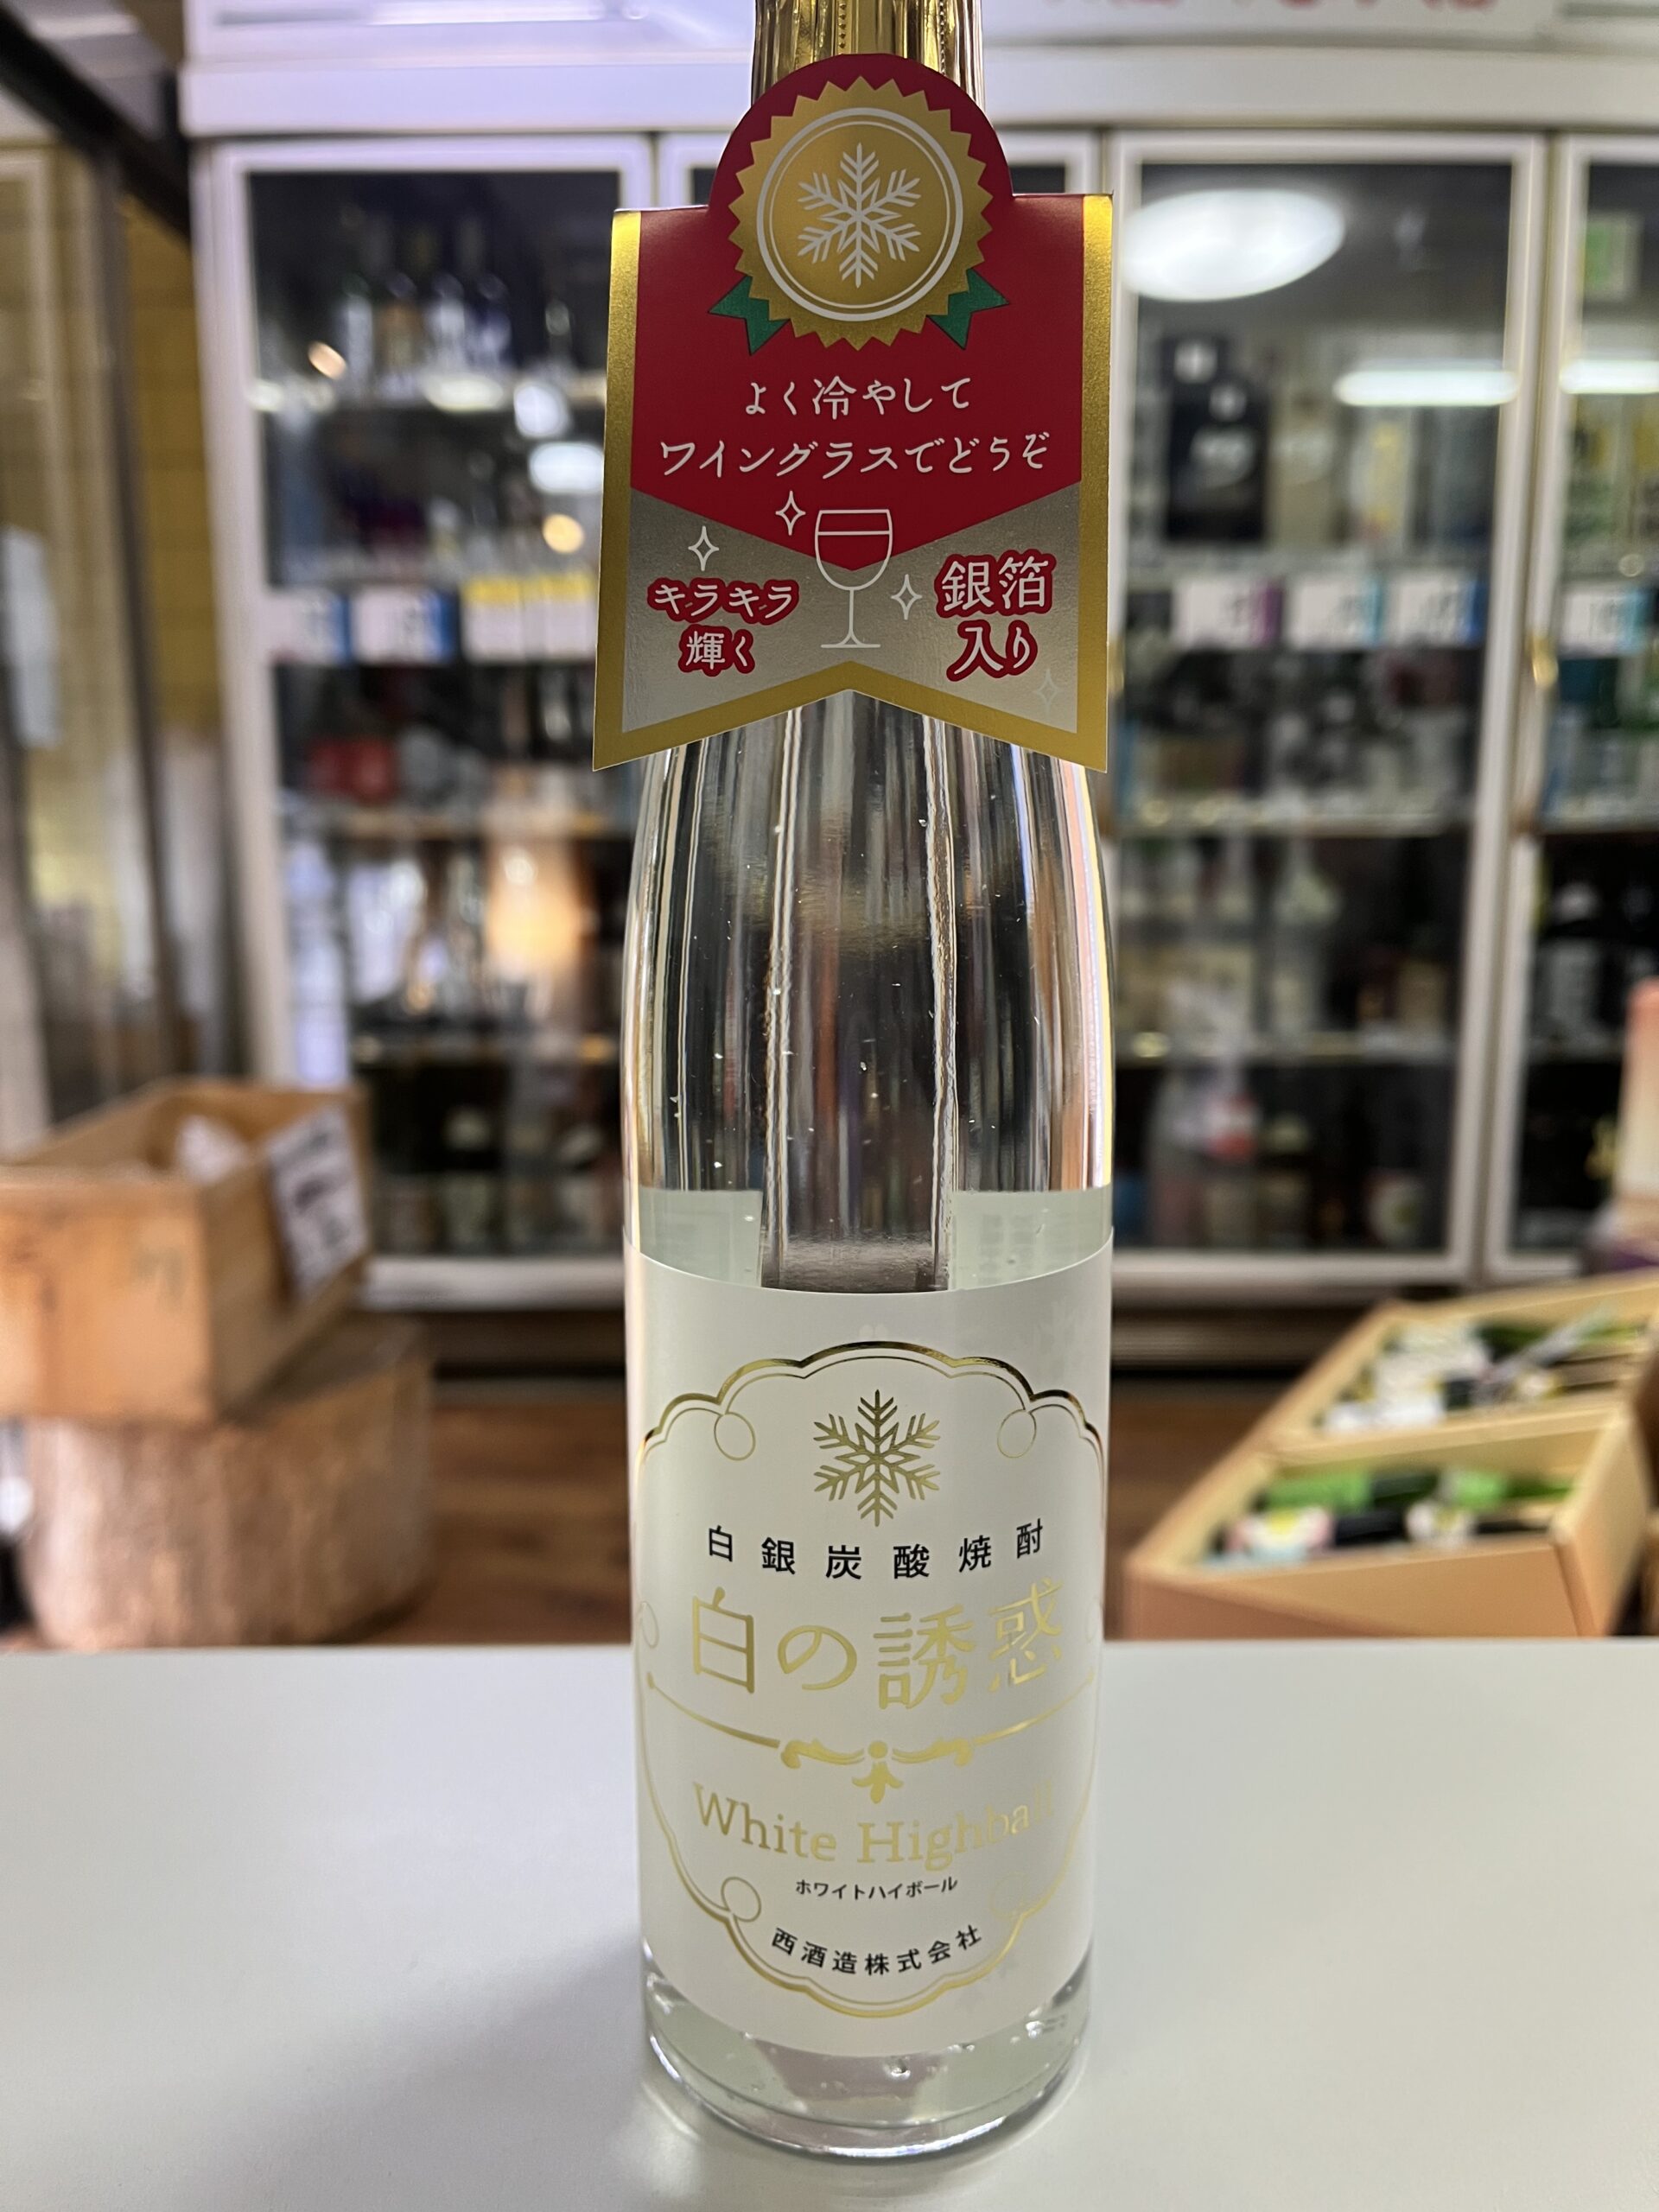 よく冷やして
ワイングラスでどうぞ
キラキラ
輝く
銀箔
入り
白銀炭酸焼酎
白の誘惑
White Highball
ホワイトハイボール
西酒造株式会社